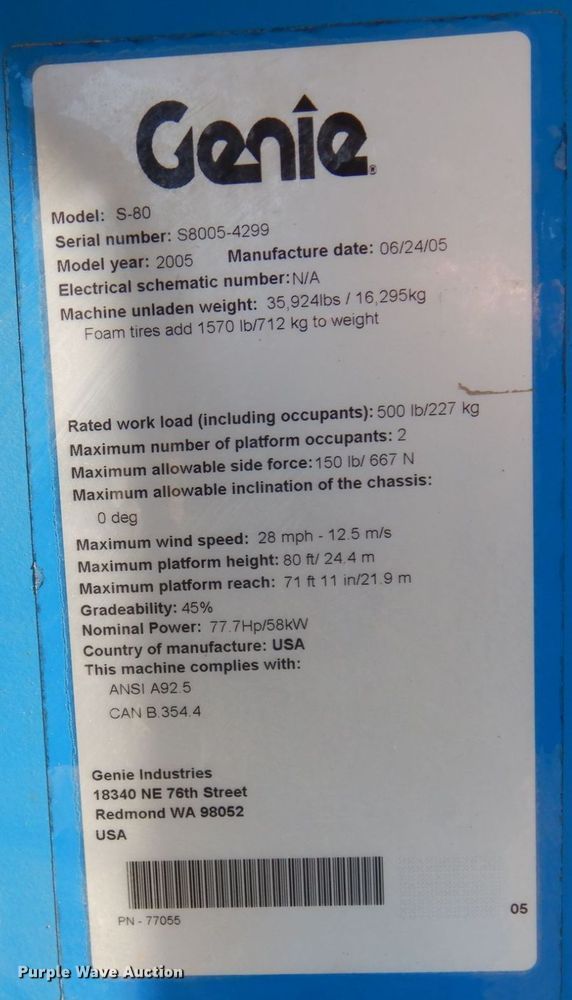 Genie®
Model: S-80
Serial number: S8005-4299
Model year: 2005 Manufacture date: 06/24/05
Electrical schematic number: N/A
Machine unladen weight: 35,924lbs / 16,295kg
Foam tires add 1570 lb/712 kg to weight
Rated work load (including occupants): 500 lb/227 kg
Maximum number of platform occupants: 2
Maximum allowable side force: 150 lb/ 667 N
Maximum allowable inclination of the chassis:
0 deg
Maximum wind speed: 28 mph - 12.5 m/s
Maximum platform height: 80 ft/ 24.4 m
Maximum platform reach: 71 ft 11 in/21.9 m
Gradeability: 45%
Nominal Power: 77.7Hp/58kW
Country of manufacture: USA
This machine complies with:
ANSI A92.5
CAN B.354.4
Genie Industries
18340 NE 76th Street
Redmond WA 98052
USA
PN - 77055
05
Purple Wave Auction